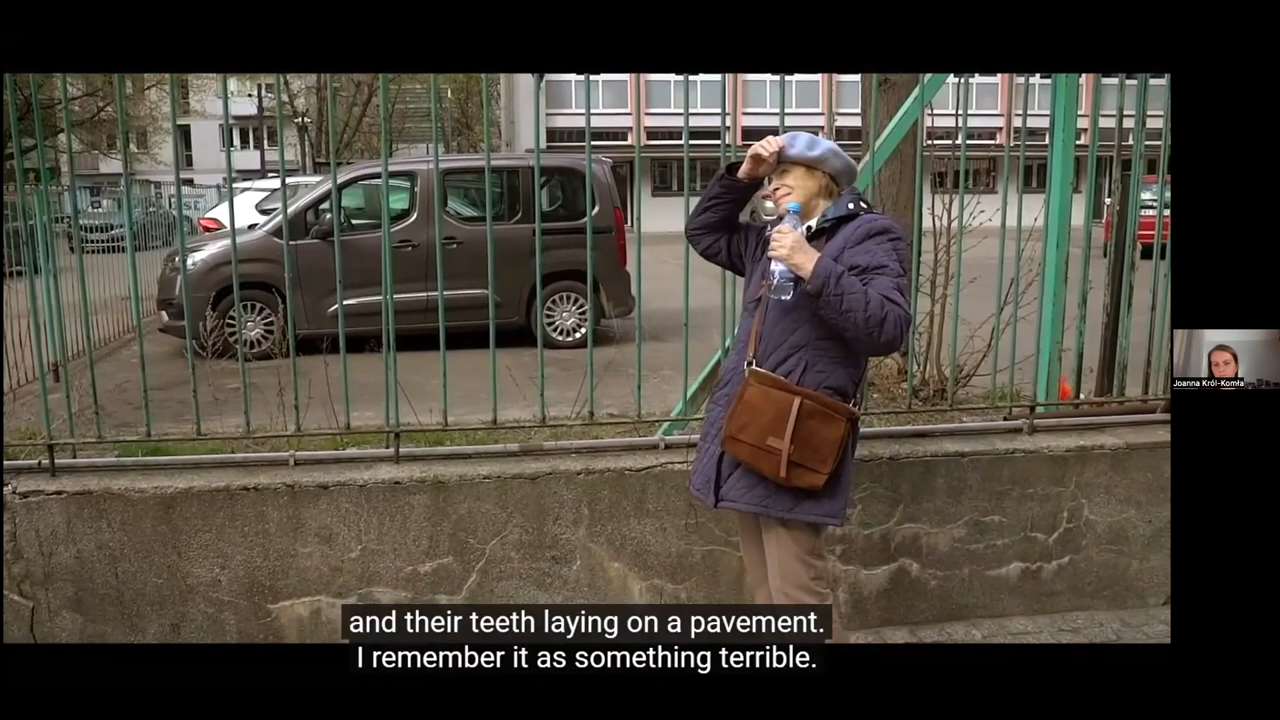 and their teeth laying on a pavement.
I remember it as something terrible.
Joanna Król-Komła